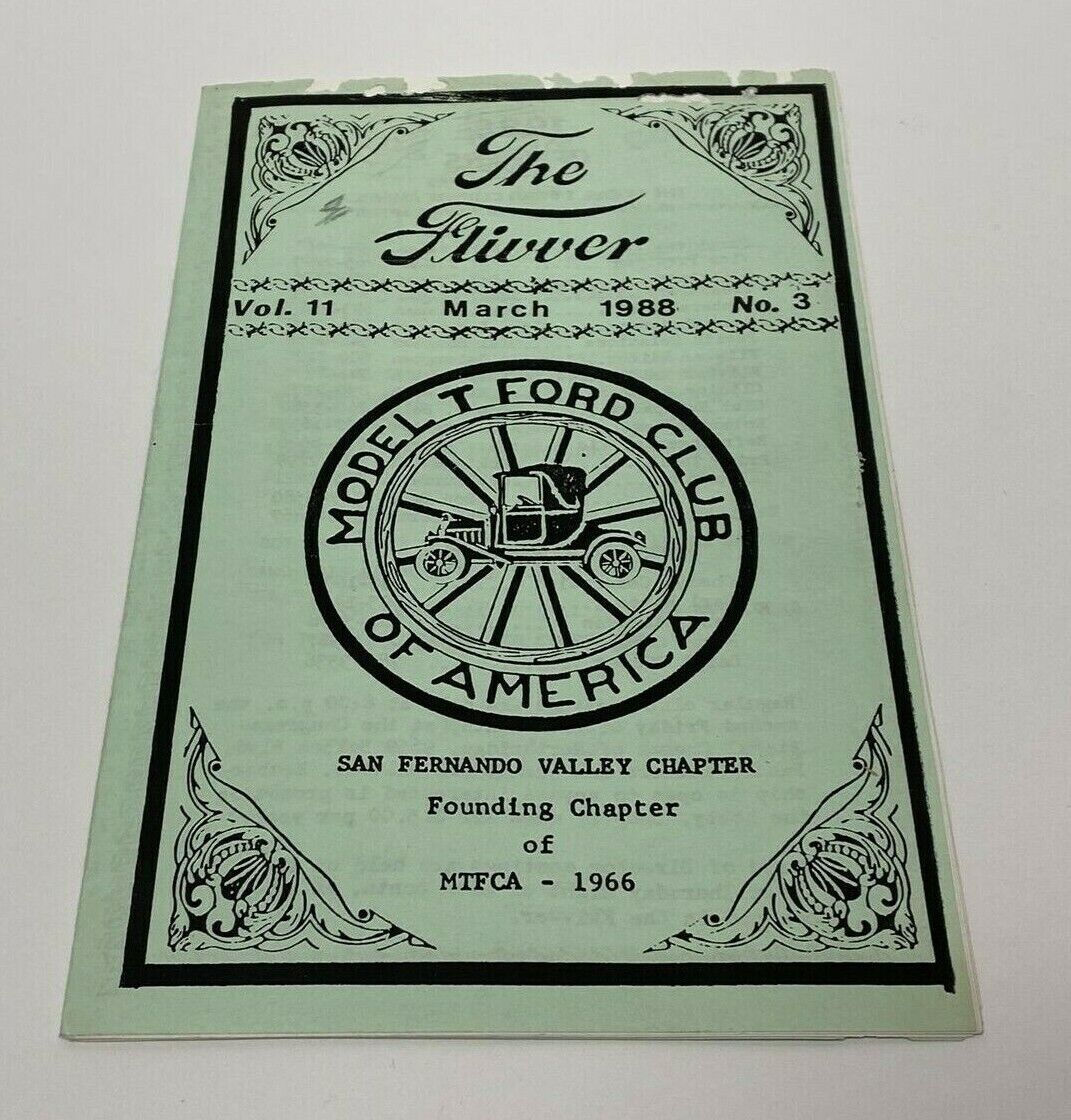 The
Flivver
Vol. 11 March 1988 No. 3
MODEL T FORD CLUB
OF AMERICA
SAN FERNANDO VALLEY CHAPTER
Founding Chapter
of
MTFCA - 1966